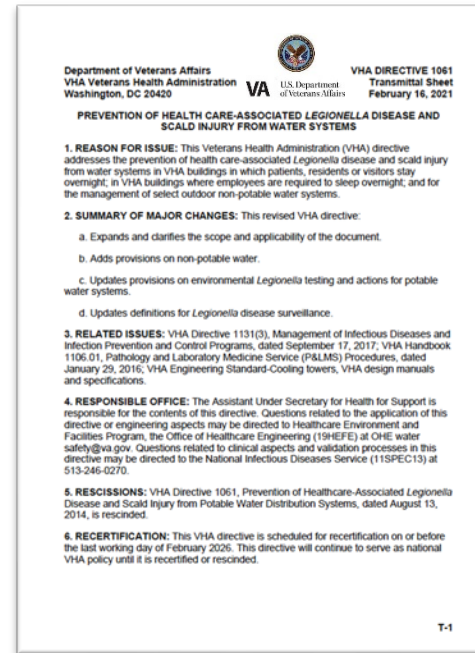 Department of Veterans Affairs
VHA Veterans Health Administration
Washington, DC 20420
VA
U.S. Department
of Veterans Affairs
VHA DIRECTIVE 1061
Transmittal Sheet
February 16, 2021
PREVENTION OF HEALTH CARE-ASSOCIATED LEGIONELLA DISEASE AND
SCALD INJURY FROM WATER SYSTEMS
1. REASON FOR ISSUE: This Veterans Health Administration (VHA) directive
addresses the prevention of health care-associated Legionella disease and scald injury
from water systems in VHA buildings in which patients, residents or visitors stay
overnight; in VHA buildings where employees are required to sleep overnight; and for
the management of select outdoor non-potable water systems.
2. SUMMARY OF MAJOR CHANGES: This revised VHA directive:
a. Expands and clarifies the scope and applicability of the document.
b. Adds provisions on non-potable water.
c. Updates provisions on environmental Legionella testing and actions for potable
water systems.
d. Updates definitions for Legionella disease surveillance.
3. RELATED ISSUES: VHA Directive 1131(3), Management of Infectious Diseases and
Infection Prevention and Control Programs, dated September 17, 2017; VHA Handbook
1106.01, Pathology and Laboratory Medicine Service (P&LMS) Procedures, dated
January 29, 2016; VHA Engineering Standard-Cooling towers, VHA design manuals
and specifications.
4. RESPONSIBLE OFFICE: The Assistant Under Secretary for Health for Support is
responsible for the contents of this directive. Questions related to the application of this
directive or engineering aspects may be directed to Healthcare Environment and
Facilities Program, the Office of Healthcare Engineering (19HEFE) at OHE water
safety@va.gov. Questions related to clinical aspects and validation processes in this
directive may be directed to the National Infectious Diseases Service (11SPEC13) at
513-246-0270.
5. RESCISSIONS: VHA Directive 1061, Prevention of Healthcare-Associated Legionella
Disease and Scald Injury from Potable Water Distribution Systems, dated August 13,
2014, is rescinded.
6. RECERTIFICATION: This VHA directive is scheduled for recertification on or before
the last working day of February 2026. This directive will continue to serve as national
VHA policy until it is recertified or rescinded.
T-1